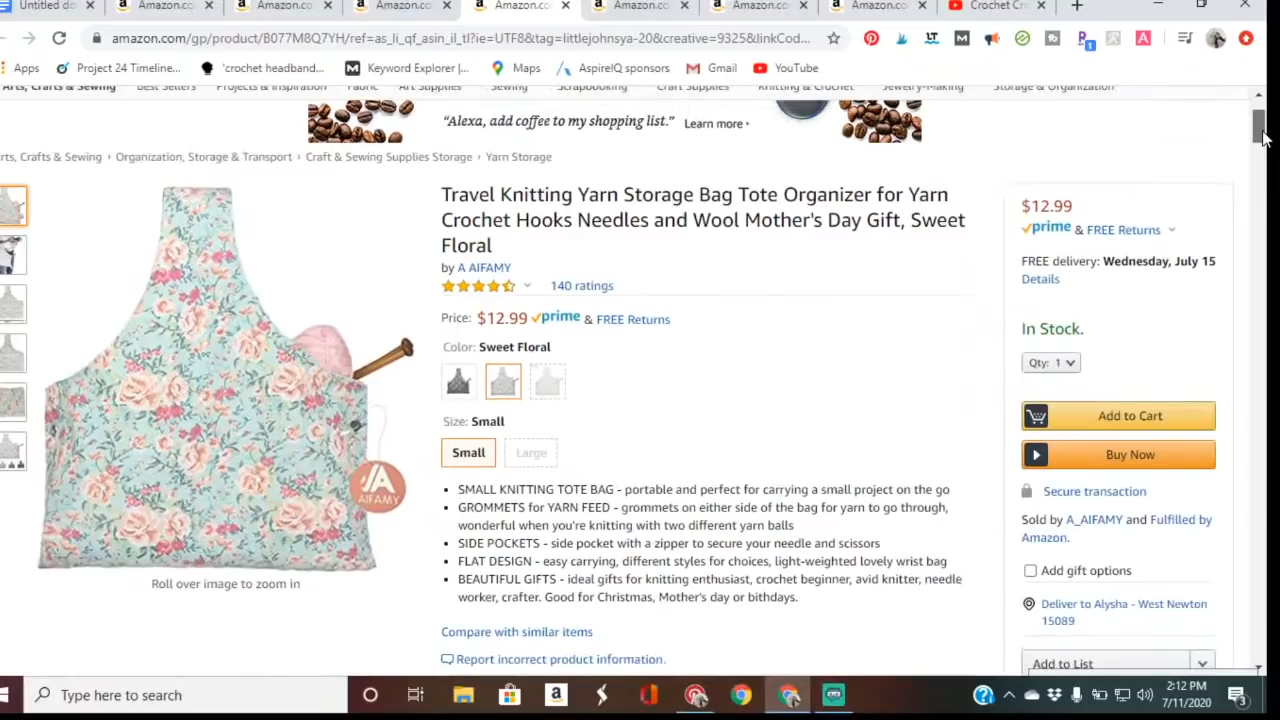 Untitled do
Amazon.co
Amazon.co
Amazon.co
Amazon.co
Amazon.co
Amazon.co
Amazon.co
Crochet Cr
amazon.com/gp/product/B077M8Q7YH/ref=as_li_qf_asin_il_tl?ie=UTF8&tag=littlejohnsya-20&creative=9325&linkCod...
Apps
Project 24 Timeline...
'crochet headband...
Keyword Explorer |...
Maps
AspireIQ sponsors
Gmail
YouTube
Arts, Crafts & Sewing
Best Sellers
Projects & Inspiration
Fabric
Art Supplies
Sewing
Scrapbooking
Craft Supplies
Knitting & Crochet
Jewelry-Making
Storage & Organization
“Alexa, add coffee to my shopping list.” Learn more ›
rts, Crafts & Sewing › Organization, Storage & Transport › Craft & Sewing Supplies Storage › Yarn Storage
Travel Knitting Yarn Storage Bag Tote Organizer for Yarn
Crochet Hooks Needles and Wool Mother's Day Gift, Sweet
Floral
by A AIFAMY
140 ratings
Price: $12.99 prime & FREE Returns
Color: Sweet Floral
Size: Small
Small
Large
AIFAMY
Roll over image to zoom in
• SMALL KNITTING TOTE BAG - portable and perfect for carrying a small project on the go
• GROMMETS for YARN FEED - grommets on either side of the bag for yarn to go through,
wonderful when you're knitting with two different yarn balls
• SIDE POCKETS - side pocket with a zipper to secure your needle and scissors
• FLAT DESIGN - easy carrying, different styles for choices, light-weighted lovely wrist bag
• BEAUTIFUL GIFTS - ideal gifts for knitting enthusiast, crochet beginner, avid knitter, needle
worker, crafter. Good for Christmas, Mother's day or bithdays.
Compare with similar items
Report incorrect product information.
$12.99
prime & FREE Returns
FREE delivery: Wednesday, July 15
Details
In Stock.
Qty: 1
Add to Cart
Buy Now
Secure transaction
Sold by A_AIFAMY and Fulfilled by
Amazon.
Add gift options
Deliver to Alysha - West Newton
15089
Add to List
Type here to search
2:12 PM
7/11/2020